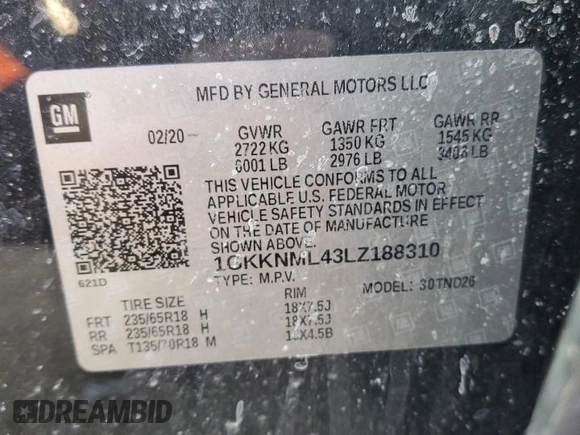 MFD BY GENERAL MOTORS LLC
GM
02/20 GVWR GAWR FRT GAWR RR
2722 KG 1350 KG 1545 KG
6001 LB 2976 LB 3406 LB
THIS VEHICLE CONFORMS TO ALL
APPLICABLE U.S. FEDERAL MOTOR
VEHICLE SAFETY STANDARDS IN EFFECT
ON THE DATE OF MANUFACTURE
SHOWN ABOVE.
1GKKNML43LZ188310
621D TYPE: M.P.V. MODEL: TND26
TIRE SIZE RIM
FRT 235/65R18 H 18X7.5J
RR 235/65R18 H 18X7.5J
SPA T135/70R18 M 18X4.5B
DREAMBID